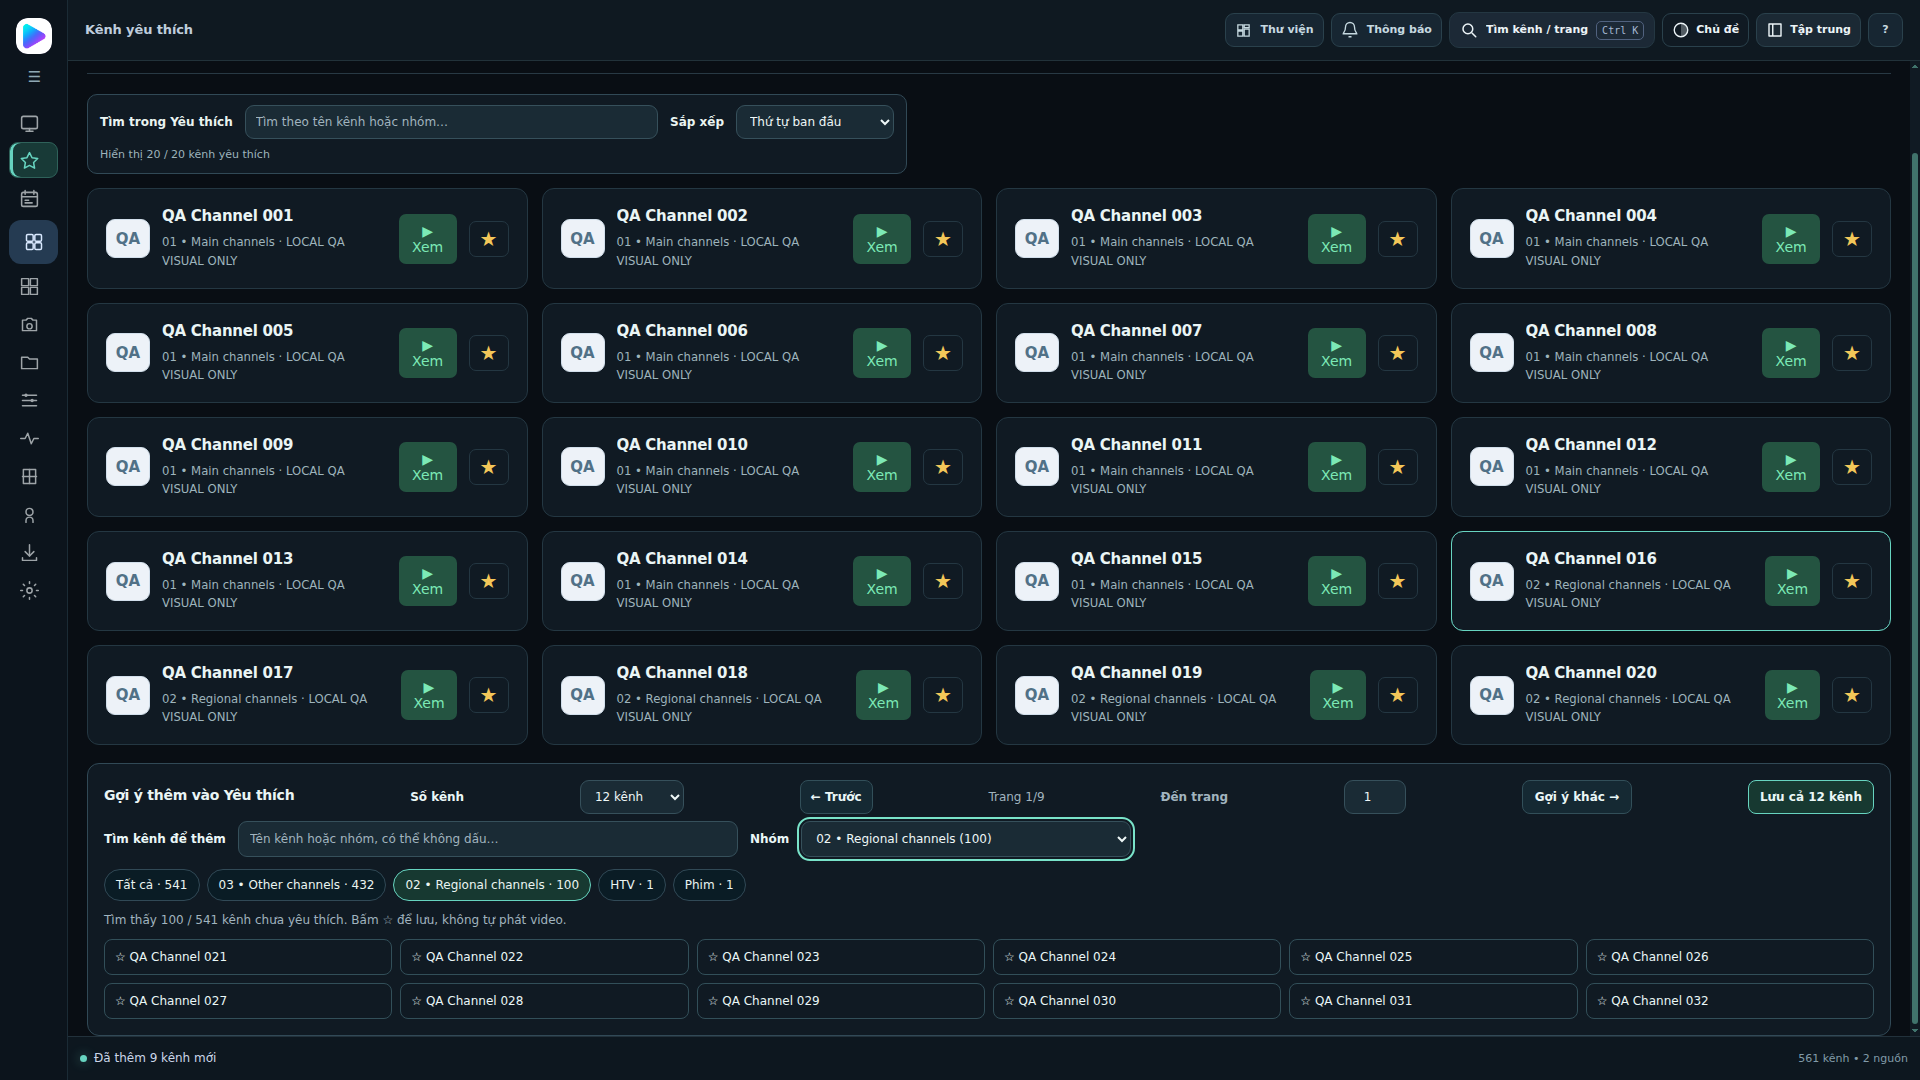 Kênh yêu thích
Thư viện
Thông báo
Tìm kênh / trang Ctrl K
Chủ đề
Tập trung
?
Tìm trong Yêu thích
Tìm theo tên kênh hoặc nhóm...
Sắp xếp
Thứ tự ban đầu
Hiển thị 20 / 20 kênh yêu thích
QA
QA Channel 001
01 • Main channels · LOCAL QA
VISUAL ONLY
▶
Xem
★
QA
QA Channel 002
01 • Main channels · LOCAL QA
VISUAL ONLY
▶
Xem
★
QA
QA Channel 003
01 • Main channels · LOCAL QA
VISUAL ONLY
▶
Xem
★
QA
QA Channel 004
01 • Main channels · LOCAL QA
VISUAL ONLY
▶
Xem
★
QA
QA Channel 005
01 • Main channels · LOCAL QA
VISUAL ONLY
▶
Xem
★
QA
QA Channel 006
01 • Main channels · LOCAL QA
VISUAL ONLY
▶
Xem
★
QA
QA Channel 007
01 • Main channels · LOCAL QA
VISUAL ONLY
▶
Xem
★
QA
QA Channel 008
01 • Main channels · LOCAL QA
VISUAL ONLY
▶
Xem
★
QA
QA Channel 009
01 • Main channels · LOCAL QA
VISUAL ONLY
▶
Xem
★
QA
QA Channel 010
01 • Main channels · LOCAL QA
VISUAL ONLY
▶
Xem
★
QA
QA Channel 011
01 • Main channels · LOCAL QA
VISUAL ONLY
▶
Xem
★
QA
QA Channel 012
01 • Main channels · LOCAL QA
VISUAL ONLY
▶
Xem
★
QA
QA Channel 013
01 • Main channels · LOCAL QA
VISUAL ONLY
▶
Xem
★
QA
QA Channel 014
01 • Main channels · LOCAL QA
VISUAL ONLY
▶
Xem
★
QA
QA Channel 015
01 • Main channels · LOCAL QA
VISUAL ONLY
▶
Xem
★
QA
QA Channel 016
02 • Regional channels · LOCAL QA
VISUAL ONLY
▶
Xem
★
QA
QA Channel 017
02 • Regional channels · LOCAL QA
VISUAL ONLY
▶
Xem
★
QA
QA Channel 018
02 • Regional channels · LOCAL QA
VISUAL ONLY
▶
Xem
★
QA
QA Channel 019
02 • Regional channels · LOCAL QA
VISUAL ONLY
▶
Xem
★
QA
QA Channel 020
02 • Regional channels · LOCAL QA
VISUAL ONLY
▶
Xem
★
Gợi ý thêm vào Yêu thích
Số kênh
12 kênh
← Trước
Trang 1/9
Đến trang
1
Gợi ý khác →
Lưu cả 12 kênh
Tìm kênh để thêm
Tên kênh hoặc nhóm, có thể không dấu...
Nhóm
02 • Regional channels (100)
Tất cả · 541
03 • Other channels · 432
02 • Regional channels · 100
HTV · 1
Phim · 1
Tìm thấy 100 / 541 kênh chưa yêu thích. Bấm ☆ để lưu, không tự phát video.
☆ QA Channel 021
☆ QA Channel 022
☆ QA Channel 023
☆ QA Channel 024
☆ QA Channel 025
☆ QA Channel 026
☆ QA Channel 027
☆ QA Channel 028
☆ QA Channel 029
☆ QA Channel 030
☆ QA Channel 031
☆ QA Channel 032
Đã thêm 9 kênh mới
561 kênh • 2 nguồn